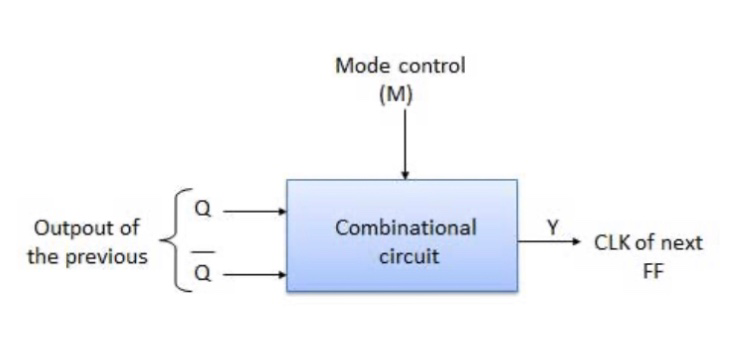 Mode control
(M)
Q
Outpout of
the previous
Combinational
circuit
Y
CLK of next
FF
Q̅